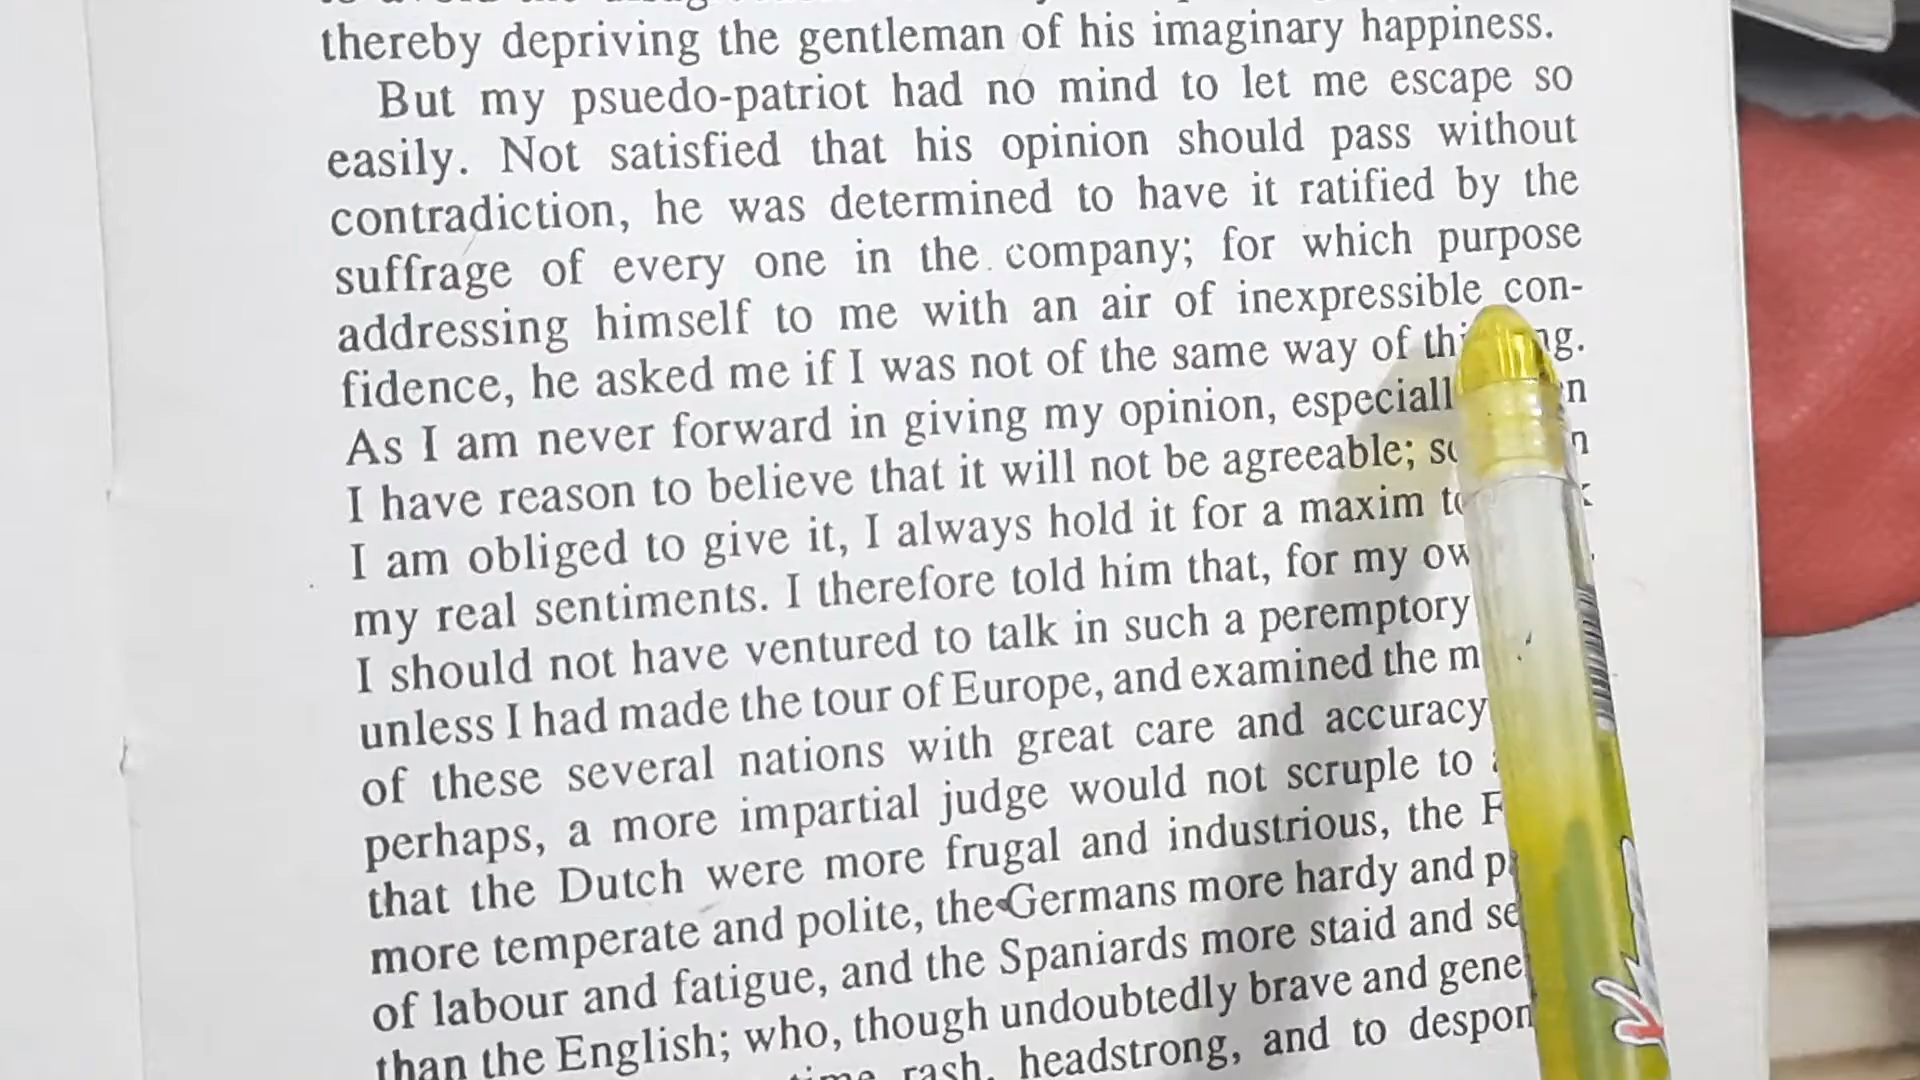 thereby depriving the gentleman of his imaginary happiness.
But my psuedo-patriot had no mind to let me escape so
easily. Not satisfied that his opinion should pass without
contradiction, he was determined to have it ratified by the
suffrage of every one in the company; for which purpose
addressing himself to me with an air of inexpressible con-
fidence, he asked me if I was not of the same way of
As I am never forward in giving my opinion,
I have reason to believe that it will not be agreeable;
I am obliged to give it, I always hold it for a maxim
my real sentiments. I therefore told him that, for my
I should not have ventured to talk in such a peremptory
unless I had made the tour of Europe, and examined the
of these several nations with great care and accuracy
perhaps, a more impartial judge would not scruple to
that the Dutch were more frugal and industrious, the
more temperate and polite, the Germans more hardy and
of labour and fatigue, and the Spaniards more staid and
than the English; who, though undoubtedly brave and
rash, headstrong, and to